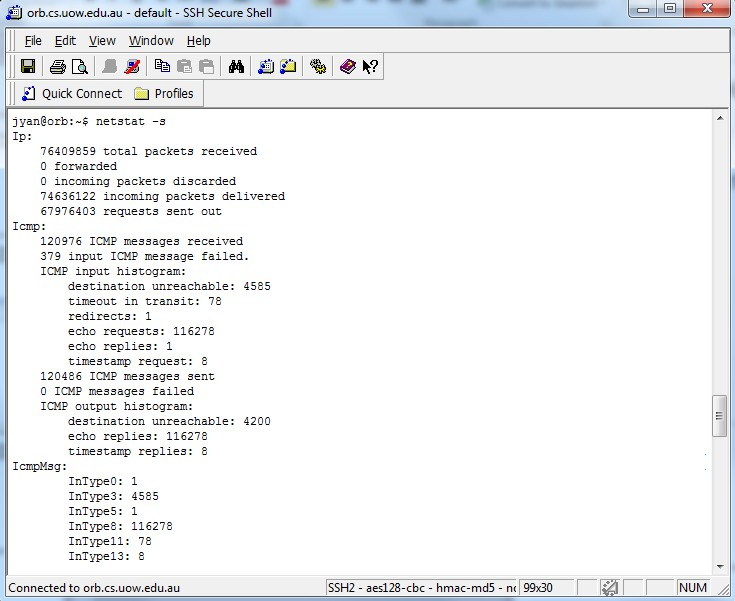 orb.cs.uow.edu.au - default - SSH Secure Shell
File Edit View Window Help
Quick Connect Profiles
jyan@orb:~$ netstat -s
Ip:
76409859 total packets received
0 forwarded
0 incoming packets discarded
74636122 incoming packets delivered
67976403 requests sent out
Icmp:
120976 ICMP messages received
379 input ICMP message failed.
ICMP input histogram:
destination unreachable: 4585
timeout in transit: 78
redirects: 1
echo requests: 116278
echo replies: 1
timestamp request: 8
120486 ICMP messages sent
0 ICMP messages failed
ICMP output histogram:
destination unreachable: 4200
echo replies: 116278
timestamp replies: 8
IcmpMsg:
InType0: 1
InType3: 4585
InType5: 1
InType8: 116278
InType11: 78
InType13: 8
Connected to orb.cs.uow.edu.au SSH2 - aes128-cbc - hmac-md5 - 99x30 NUM